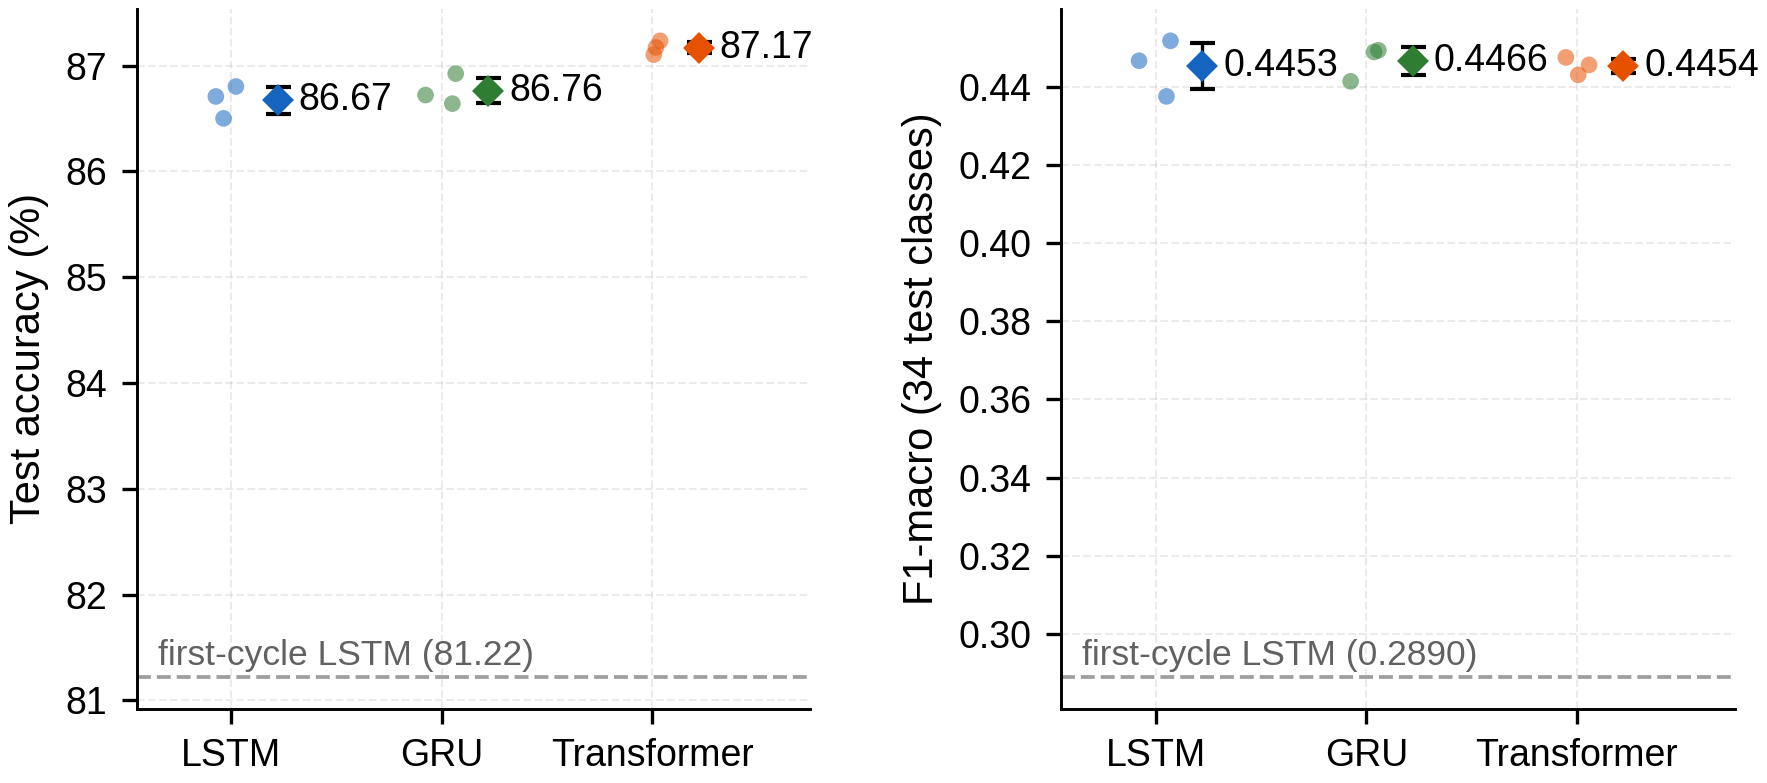 Test accuracy (%)
87
86
85
84
83
82
81
86.67
86.76
87.17
first-cycle LSTM (81.22)
LSTM
GRU
Transformer
F1-macro (34 test classes)
0.44
0.42
0.40
0.38
0.36
0.34
0.32
0.30
0.4453
0.4466
0.4454
first-cycle LSTM (0.2890)
LSTM
GRU
Transformer